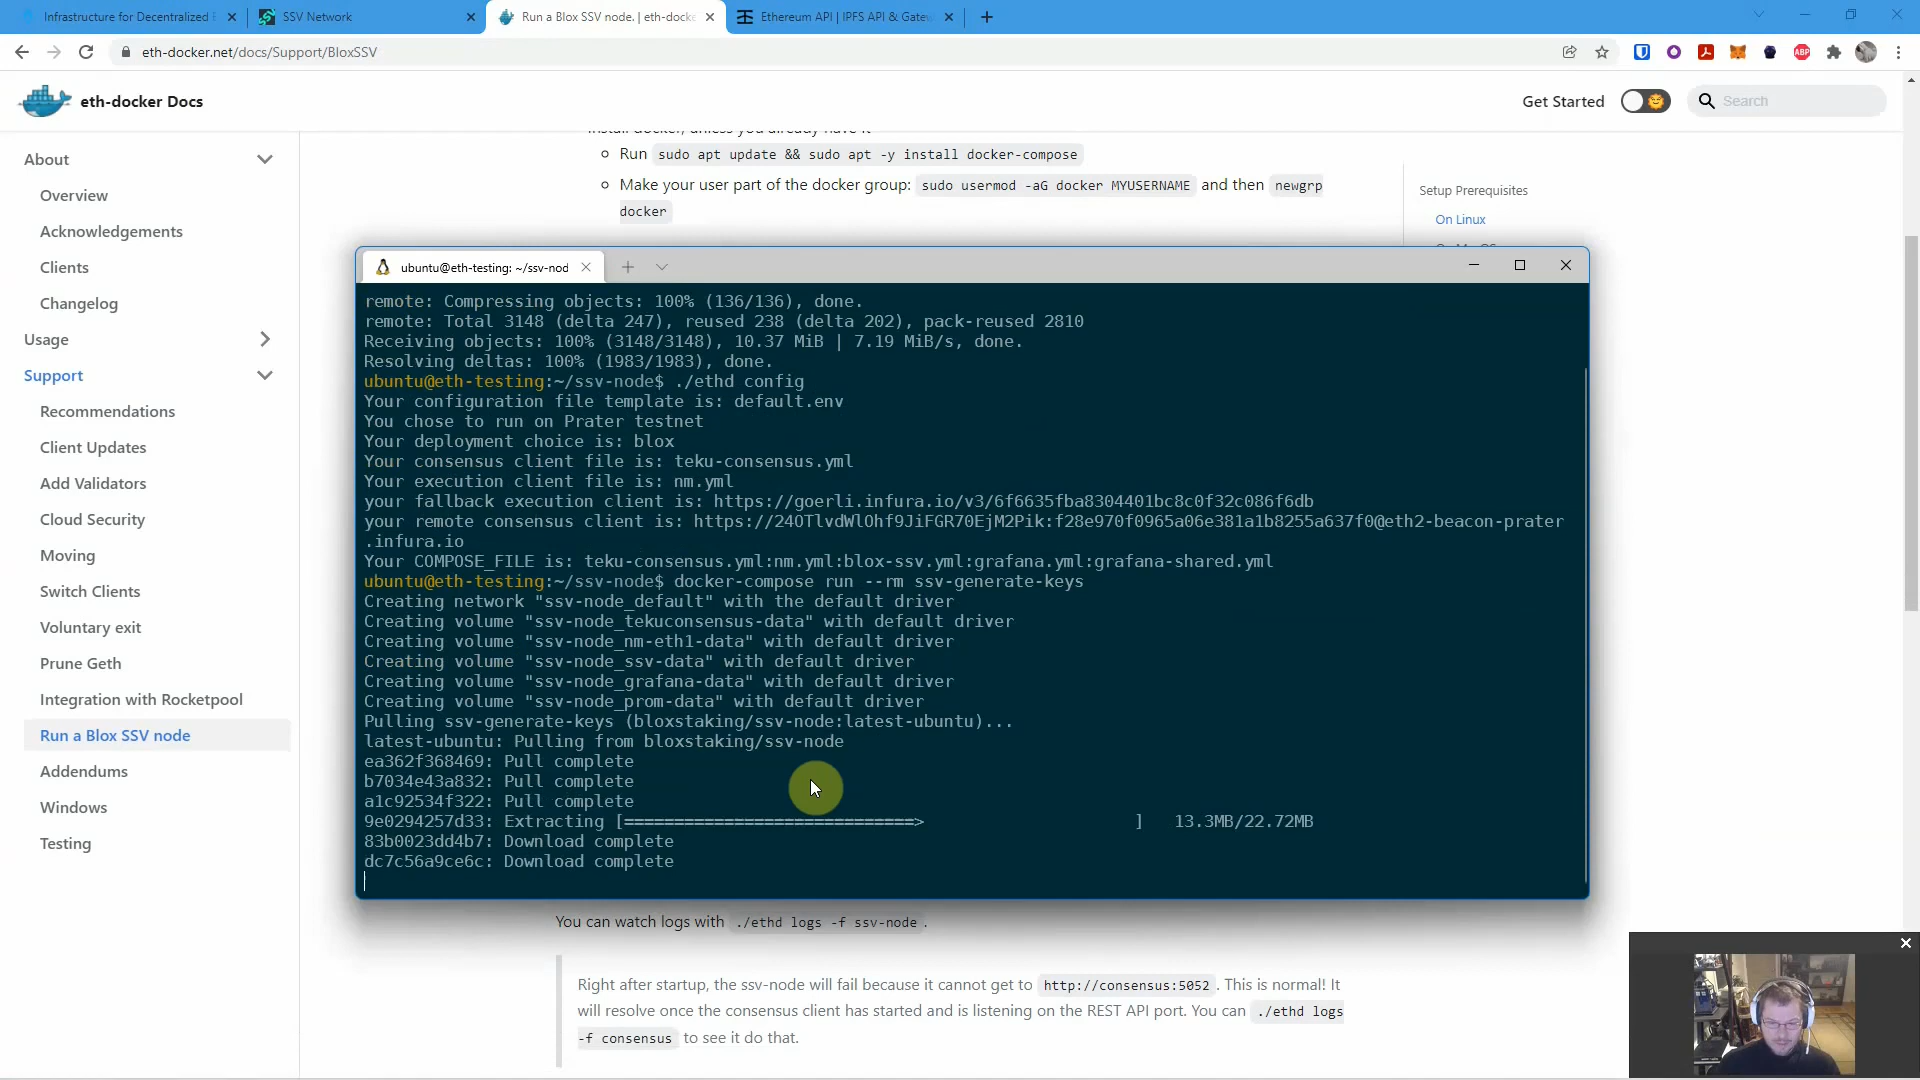 Infrastructure for Decentralized
SSV Network
Run a Blox SSV node. | eth-docke
Ethereum API | IPFS API & Gatew
eth-docker.net/docs/Support/BloxSSV
eth-docker Docs
Get Started
Search
About
Overview
Acknowledgements
Clients
Changelog
Usage
Support
Recommendations
Client Updates
Add Validators
Cloud Security
Moving
Switch Clients
Voluntary exit
Prune Geth
Integration with Rocketpool
Run a Blox SSV node
Addendums
Windows
Testing
install docker, unless you already have it
Run sudo apt update && sudo apt -y install docker-compose
Make your user part of the docker group: sudo usermod -aG docker MYUSERNAME and then newgrp
docker
Setup Prerequisites
On Linux
ubuntu@eth-testing: ~/ssv-nod
remote: Compressing objects: 100% (136/136), done.
remote: Total 3148 (delta 247), reused 238 (delta 202), pack-reused 2810
Receiving objects: 100% (3148/3148), 10.37 MiB | 7.19 MiB/s, done.
Resolving deltas: 100% (1983/1983), done.
ubuntu@eth-testing:~/ssv-node$ ./ethd config
Your configuration file template is: default.env
You chose to run on Prater testnet
Your deployment choice is: blox
Your consensus client file is: teku-consensus.yml
Your execution client file is: nm.yml
your fallback execution client is: https://goerli.infura.io/v3/6f6635fba8304401bc8c0f32c086f6db
your remote consensus client is: https://24OTlvdWlOhf9JiFGR70EjM2Pik:f28e970f0965a06e381a1b8255a637f0@eth2-beacon-prater
.infura.io
Your COMPOSE_FILE is: teku-consensus.yml:nm.yml:blox-ssv.yml:grafana.yml:grafana-shared.yml
ubuntu@eth-testing:~/ssv-node$ docker-compose run --rm ssv-generate-keys
Creating network "ssv-node_default" with the default driver
Creating volume "ssv-node_tekuconsensus-data" with default driver
Creating volume "ssv-node_nm-eth1-data" with default driver
Creating volume "ssv-node_ssv-data" with default driver
Creating volume "ssv-node_grafana-data" with default driver
Creating volume "ssv-node_prom-data" with default driver
Pulling ssv-generate-keys (bloxstaking/ssv-node:latest-ubuntu)...
latest-ubuntu: Pulling from bloxstaking/ssv-node
ea362f368469: Pull complete
b7034e43a832: Pull complete
a1c92534f322: Pull complete
9e0294257d33: Extracting [=============================> ] 13.3MB/22.72MB
83b0023dd4b7: Download complete
dc7c56a9ce6c: Download complete
You can watch logs with ./ethd logs -f ssv-node .
Right after startup, the ssv-node will fail because it cannot get to http://consensus:5052 . This is normal! It
will resolve once the consensus client has started and is listening on the REST API port. You can ./ethd logs
-f consensus to see it do that.